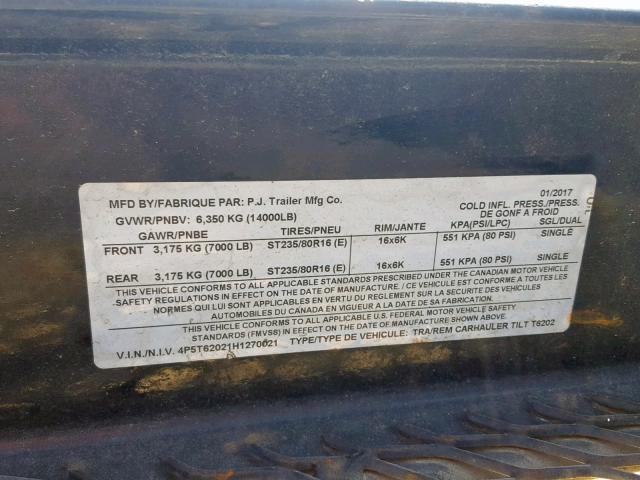 MFD BY/FABRIQUE PAR: P.J. Trailer Mfg Co. 01/2017
GVWR/PNBV: 6,350 KG (14000LB) COLD INFL. PRESS./PRESS.
DE GONF A FROID
GAWR/PNBE TIRES/PNEU RIM/JANTE KPA(PSI/LPC) SGL/DUAL
FRONT 3,175 KG (7000 LB) ST235/80R16 (E) 16x6K 551 KPA (80 PSI) SINGLE
REAR 3,175 KG (7000 LB) ST235/80R16 (E) 16x6K 551 KPA (80 PSI) SINGLE
THIS VEHICLE CONFORMS TO ALL APPLICABLE STANDARDS PRESCRIBED UNDER THE CANADIAN MOTOR VEHICLE
SAFETY REGULATIONS IN EFFECT ON THE DATE OF MANUFACTURE. / CE VEHICULE EST CONFORME A TOUTES LES
NORMES QUI LUI SONT APPLICABLES EN VERTU DU REGLEMENT SUR LA SECURITE DES VEHICULES
AUTOMOBILES DU CANADA EN VIGUEUR A LA DATE DE SA FABRICATION.
THIS VEHICLE CONFORMS TO ALL APPLICABLE FEDERAL MOTOR VEHICLE SAFETY
STANDARDS (FMVSS) IN EFFECT ON THE DATE OF MANUFACTURE SHOWN ABOVE.
V.I.N./N.I.V. 4P5T62021H1270021 TYPE/TYPE DE VEHICULE: TRA/REM CARHAULER TILT T6202